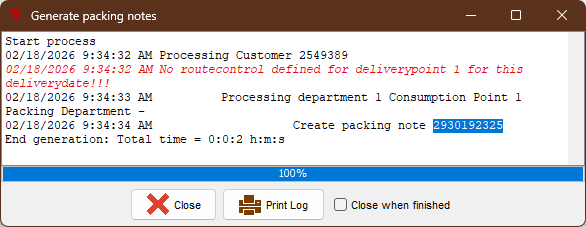 Generate packing notes
Start process
02/18/2026 9:34:32 AM Processing Customer 2549389
02/18/2026 9:34:32 AM No routecontrol defined for deliverypoint 1 for this
deliverydate!!!
02/18/2026 9:34:33 AM Processing department 1 Consumption Point 1
Packing Department -
02/18/2026 9:34:34 AM Create packing note 2930192325
End generation: Total time = 0:0:2 h:m:s
100%
Close Print Log Close when finished